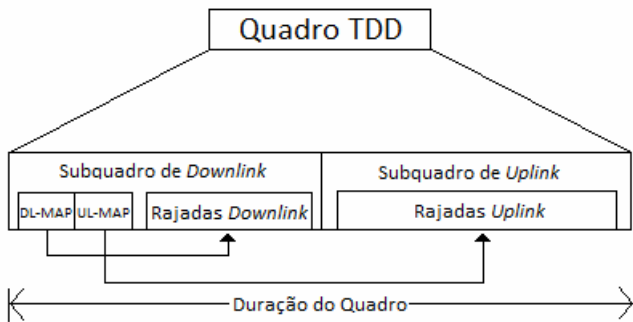 Quadro TDD
Subquadro de Downlink
Subquadro de Uplink
DL-MAP
UL-MAP
Rajadas Downlink
Rajadas Uplink
Duração do Quadro